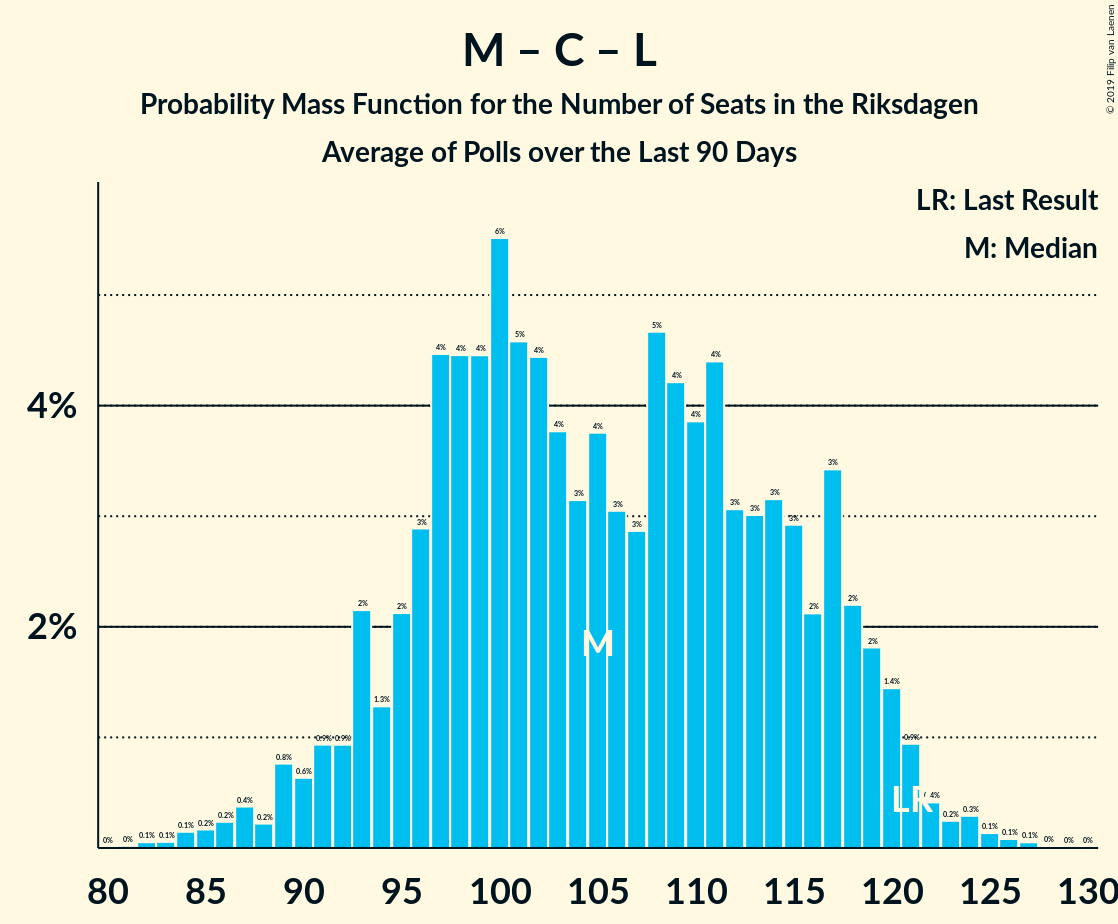 M – C – L
Probability Mass Function for the Number of Seats in the Riksdagen
Average of Polls over the Last 90 Days
© 2019 Filip van Laenen
LR: Last Result
M: Median
4%
2%
0% 0% 0.1% 0.1% 0.1% 0.2% 0.2% 0.4% 0.2% 0.8% 0.6% 0.9% 0.9% 2% 1.3% 2% 3% 4% 4% 4% 6% 5% 4% 4% 3% 4% 3% 3% 5% 4% 4% 4% 3% 3% 3% 3% 2% 3% 2% 2% 1.4% 0.9% 0.4% 0.2% 0.3% 0.1% 0.1% 0.1% 0% 0% 0%
M
LR
80 85 90 95 100 105 110 115 120 125 130